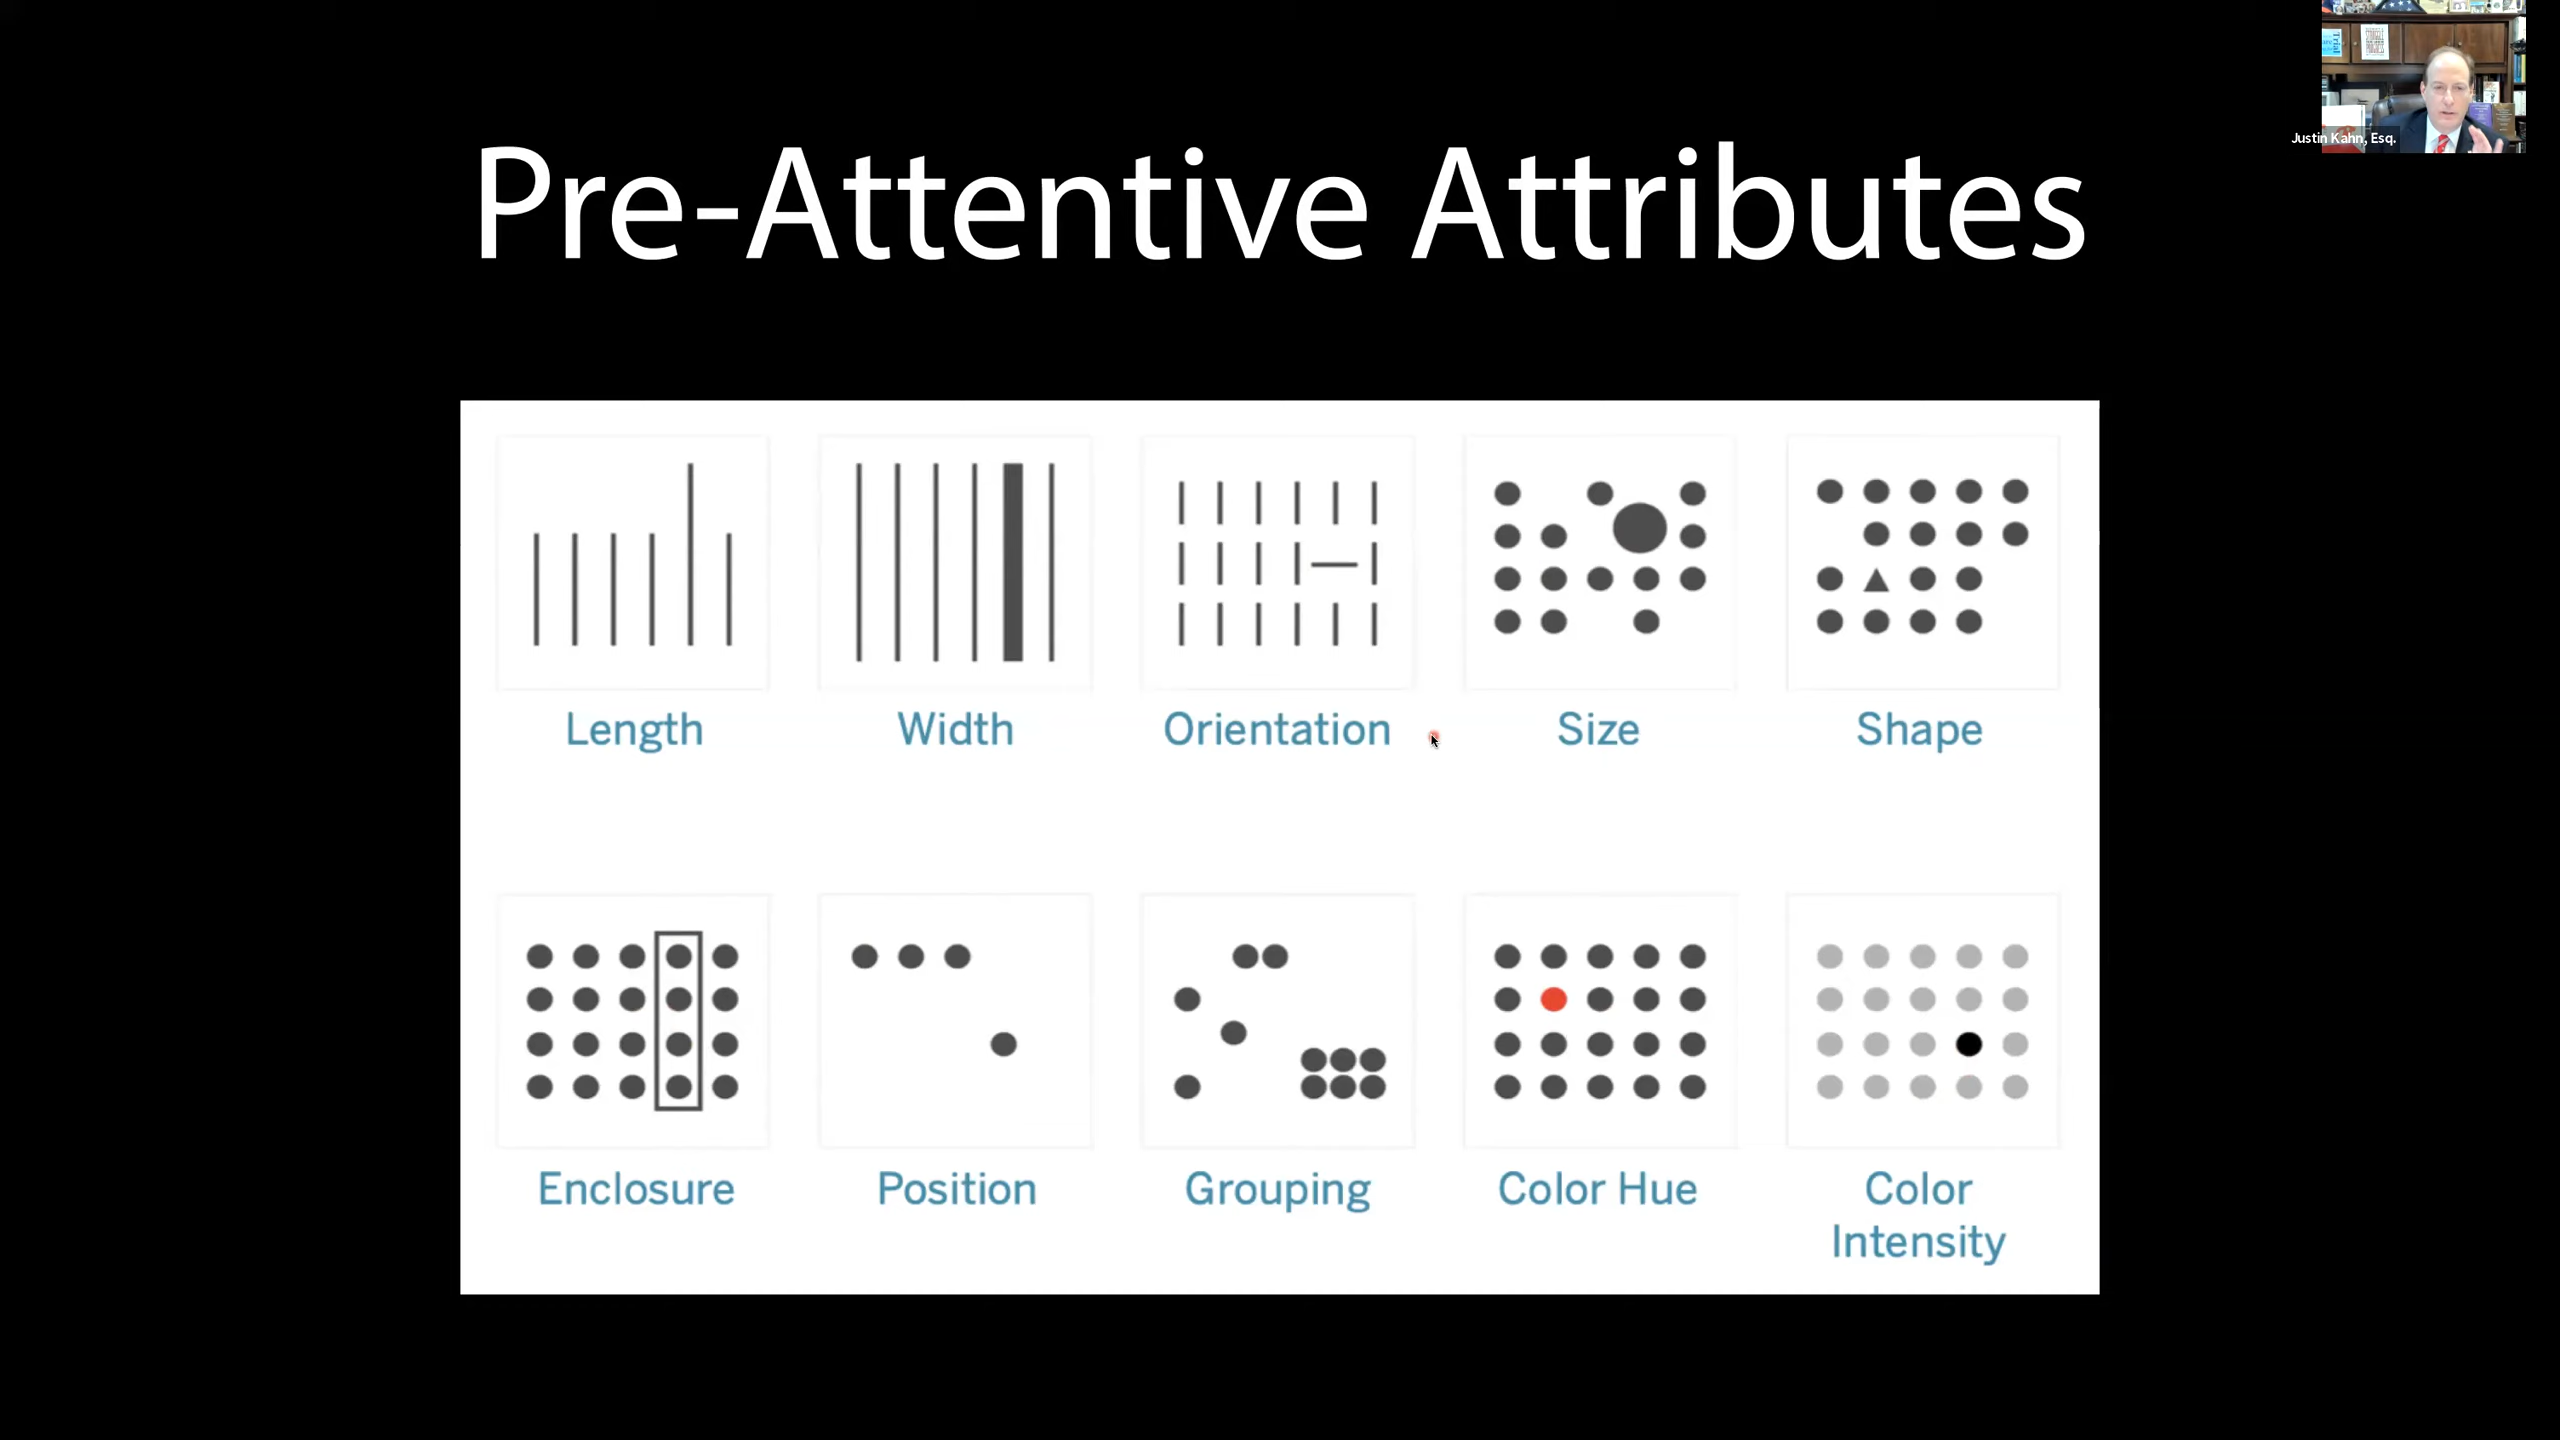 Justin Kahn, Esq.
Pre-Attentive Attributes
Length
Width
Orientation
Size
Shape
Enclosure
Position
Grouping
Color Hue
Color
Intensity